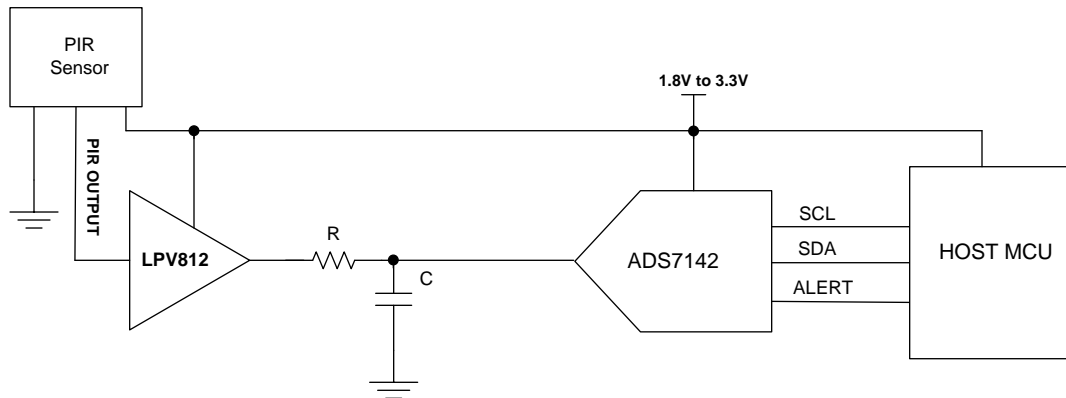 PIR
Sensor
1.8V to 3.3V
PIR OUTPUT
LPV812
R
C
ADS7142
SCL
SDA
ALERT
HOST MCU